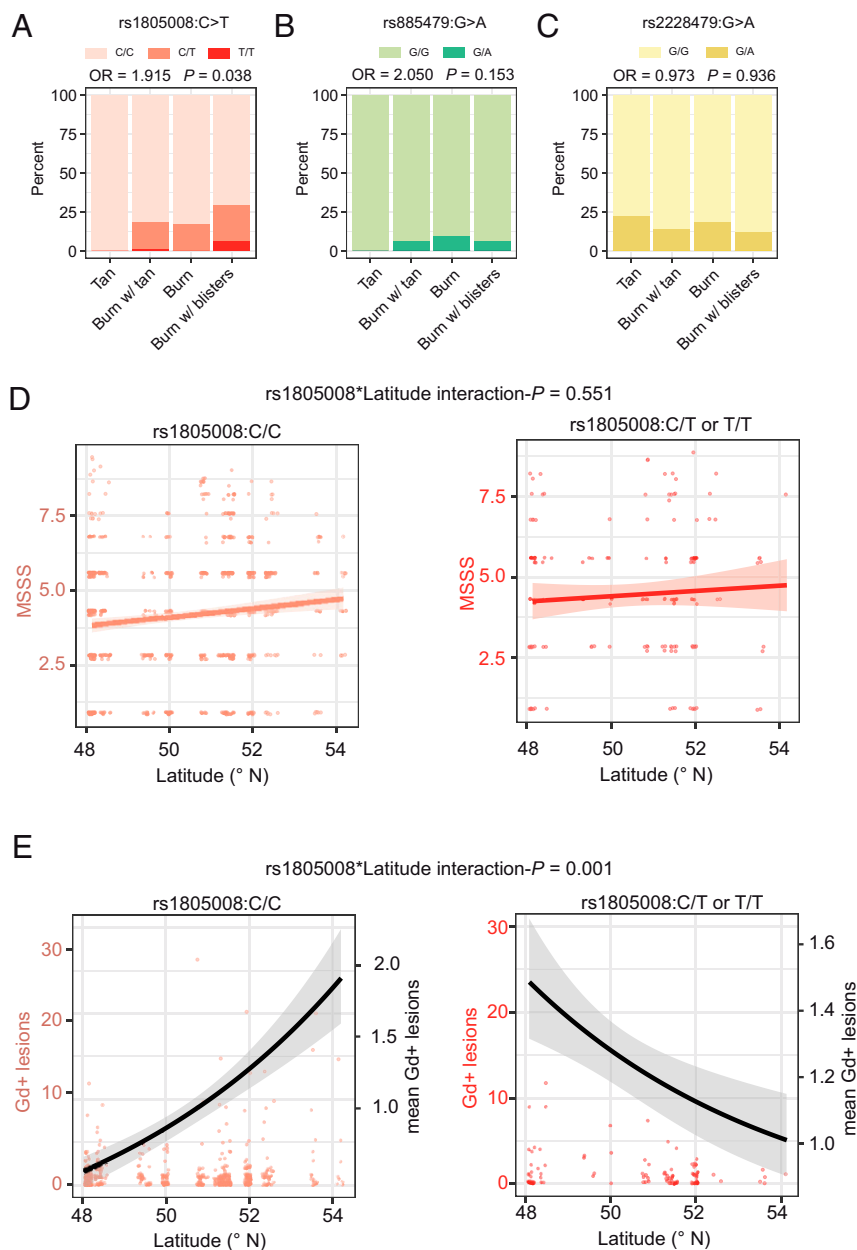 A
rs1805008:C>T
C/C C/T T/T
OR = 1.915 P = 0.038
Percent
100
75
50
25
0
Tan
Burn w/ tan
Burn
Burn w/ blisters
B
rs885479:G>A
G/G G/A
OR = 2.050 P = 0.153
Percent
100
75
50
25
0
Tan
Burn w/ tan
Burn
Burn w/ blisters
C
rs2228479:G>A
G/G G/A
OR = 0.973 P = 0.936
Percent
100
75
50
25
0
Tan
Burn w/ tan
Burn
Burn w/ blisters
D
rs1805008*Latitude interaction-P = 0.551
rs1805008:C/C
MSSS
7.5
5.0
2.5
48 50 52 54
Latitude (° N)
rs1805008:C/T or T/T
MSSS
7.5
5.0
2.5
48 50 52 54
Latitude (° N)
E
rs1805008*Latitude interaction-P = 0.001
rs1805008:C/C
Gd+ lesions
30
20
10
0
2.0
1.5
1.0
mean Gd+ lesions
48 50 52 54
Latitude (° N)
rs1805008:C/T or T/T
Gd+ lesions
30
20
10
0
1.6
1.4
1.2
1.0
mean Gd+ lesions
48 50 52 54
Latitude (° N)